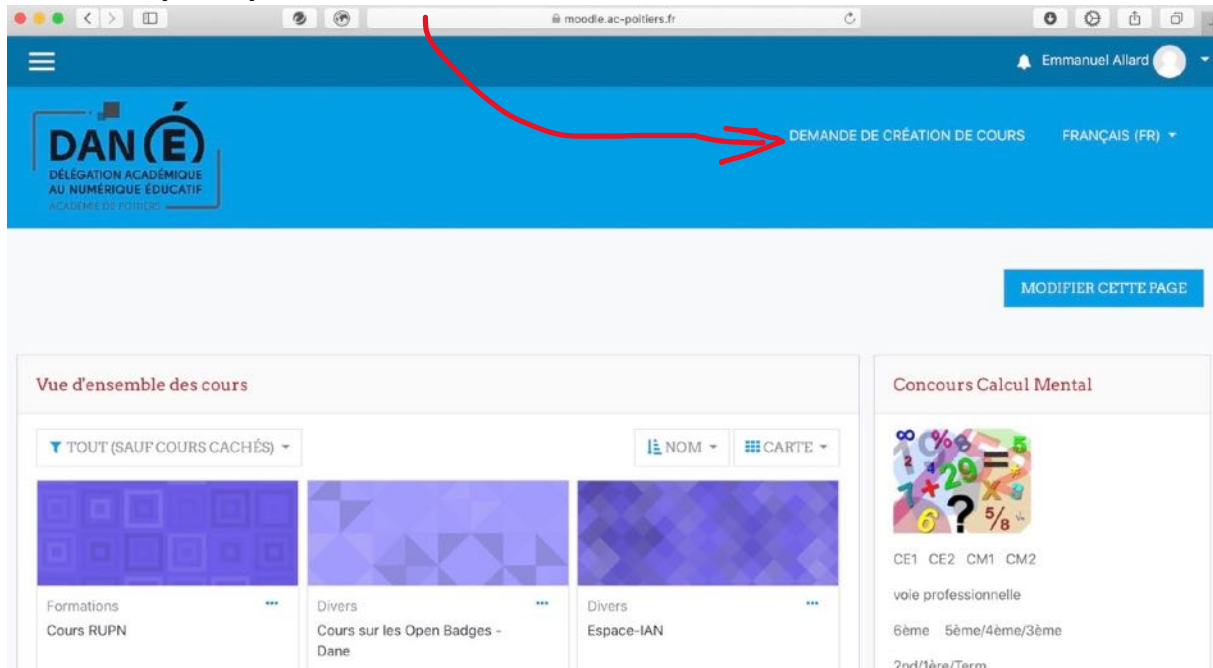 moodle.ac-poitiers.fr
Emmanuel Allard
DAN(É)
DÉLÉGATION ACADÉMIQUE
AU NUMÉRIQUE ÉDUCATIF
ACADÉMIE DE POITIERS
DEMANDE DE CRÉATION DE COURS FRANÇAIS (FR)
MODIFIER CETTE PAGE
Vue d'ensemble des cours
TOUT (SAUF COURS CACHÉS)
NOM
CARTE
Formations
Cours RUPN
Divers
Cours sur les Open Badges -
Dane
Divers
Espace-IAN
Concours Calcul Mental
CE1 CE2 CM1 CM2
voie professionnelle
6ème 5ème/4ème/3ème
2nd/1ère/Term